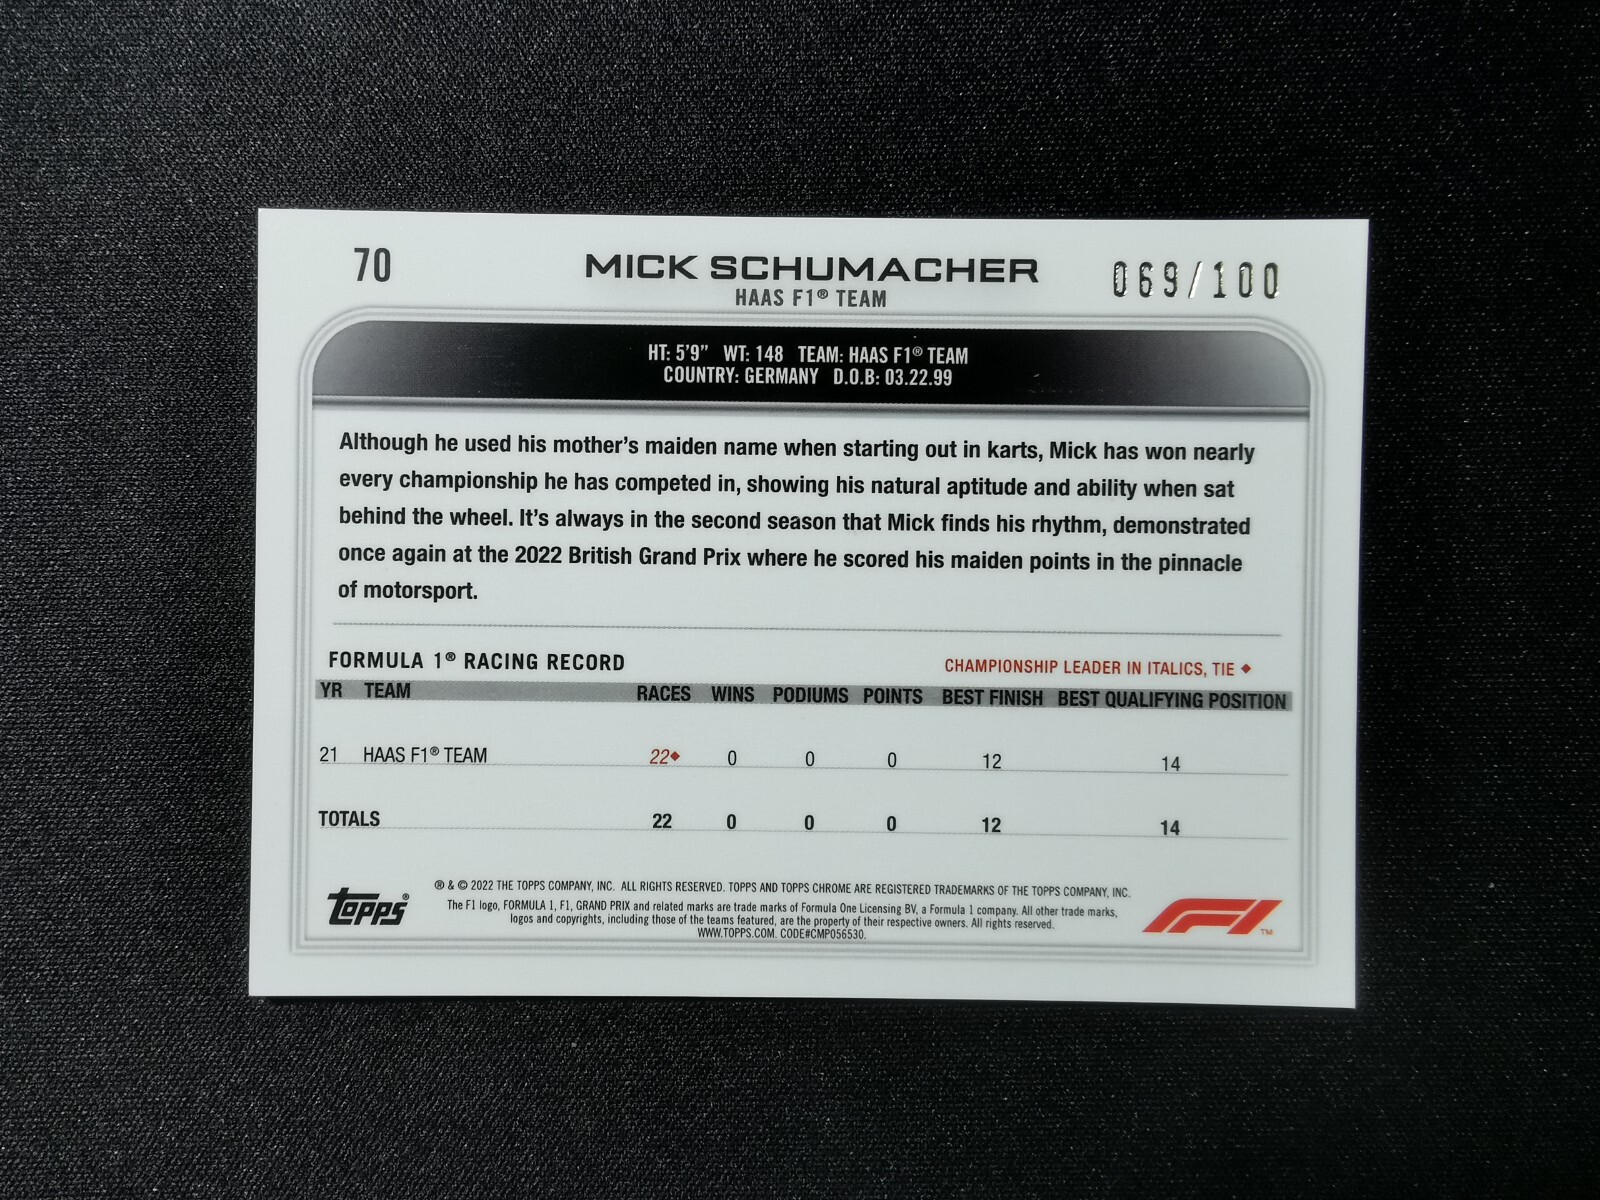 70 MICK SCHUMACHER 069/100
HAAS F1® TEAM
HT: 5'9" WT: 148 TEAM: HAAS F1® TEAM
COUNTRY: GERMANY D.O.B: 03.22.99
Although he used his mother's maiden name when starting out in karts, Mick has won nearly
every championship he has competed in, showing his natural aptitude and ability when sat
behind the wheel. It's always in the second season that Mick finds his rhythm, demonstrated
once again at the 2022 British Grand Prix where he scored his maiden points in the pinnacle
of motorsport.
FORMULA 1® RACING RECORD CHAMPIONSHIP LEADER IN ITALICS, TIE ♦
YR TEAM RACES WINS PODIUMS POINTS BEST FINISH BEST QUALIFYING POSITION
21 HAAS F1® TEAM 22♦ 0 0 0 12 14
TOTALS 22 0 0 0 12 14
® & © 2022 THE TOPPS COMPANY, INC. ALL RIGHTS RESERVED. TOPPS AND TOPPS CHROME ARE REGISTERED TRADEMARKS OF THE TOPPS COMPANY, INC.
The F1 logo, FORMULA 1, F1, GRAND PRIX and related marks are trade marks of Formula One Licensing BV, a Formula 1 company. All other trade marks,
logos and copyrights, including those of the teams featured, are the property of their respective owners. All rights reserved.
WWW.TOPPS.COM. CODE#CMP056530.
Topps®
F1™